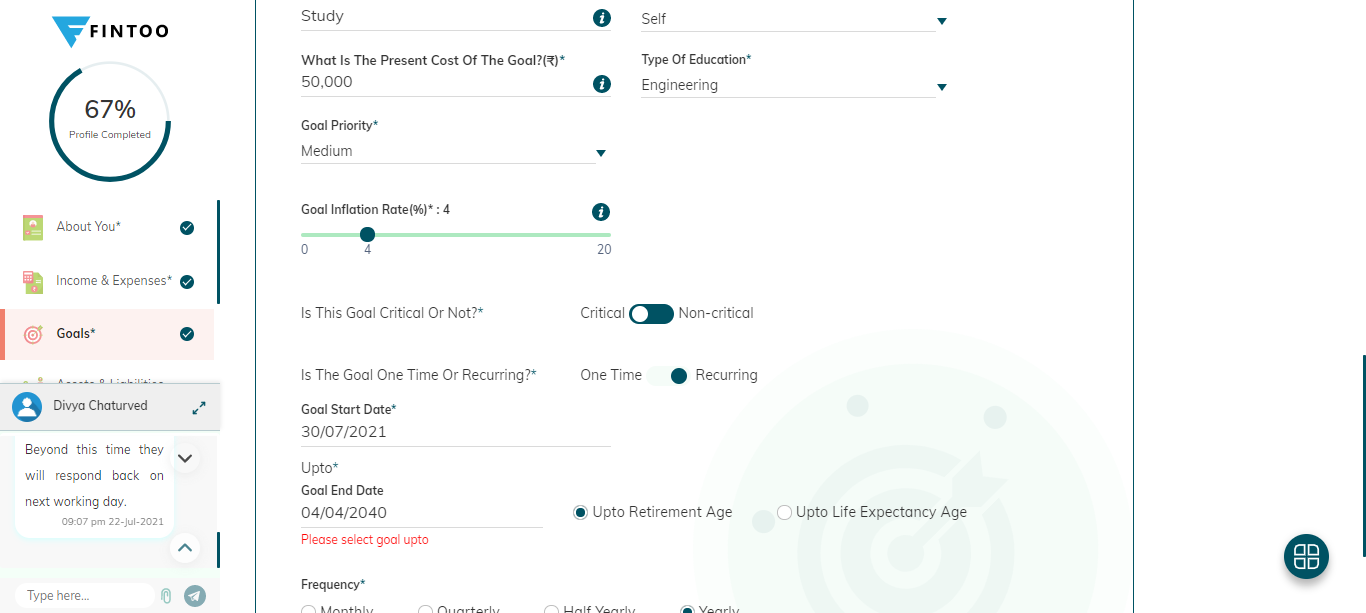 FINTOO
67%
Profile Completed
About You*
Income & Expenses*
Goals*
Assets & Liabilities
Divya Chaturved
Beyond this time they
will respond back on
next working day.
09:07 pm 22-Jul-2021
Type here...
Study
Self
What Is The Present Cost Of The Goal?(₹)*
50,000
Type Of Education*
Engineering
Goal Priority*
Medium
Goal Inflation Rate(%)* : 4
0 4 20
Is This Goal Critical Or Not?* Critical Non-critical
Is The Goal One Time Or Recurring?* One Time Recurring
Goal Start Date*
30/07/2021
Upto*
Goal End Date
04/04/2040
Upto Retirement Age Upto Life Expectancy Age
Please select goal upto
Frequency*
Monthly Quarterly Half Yearly Yearly